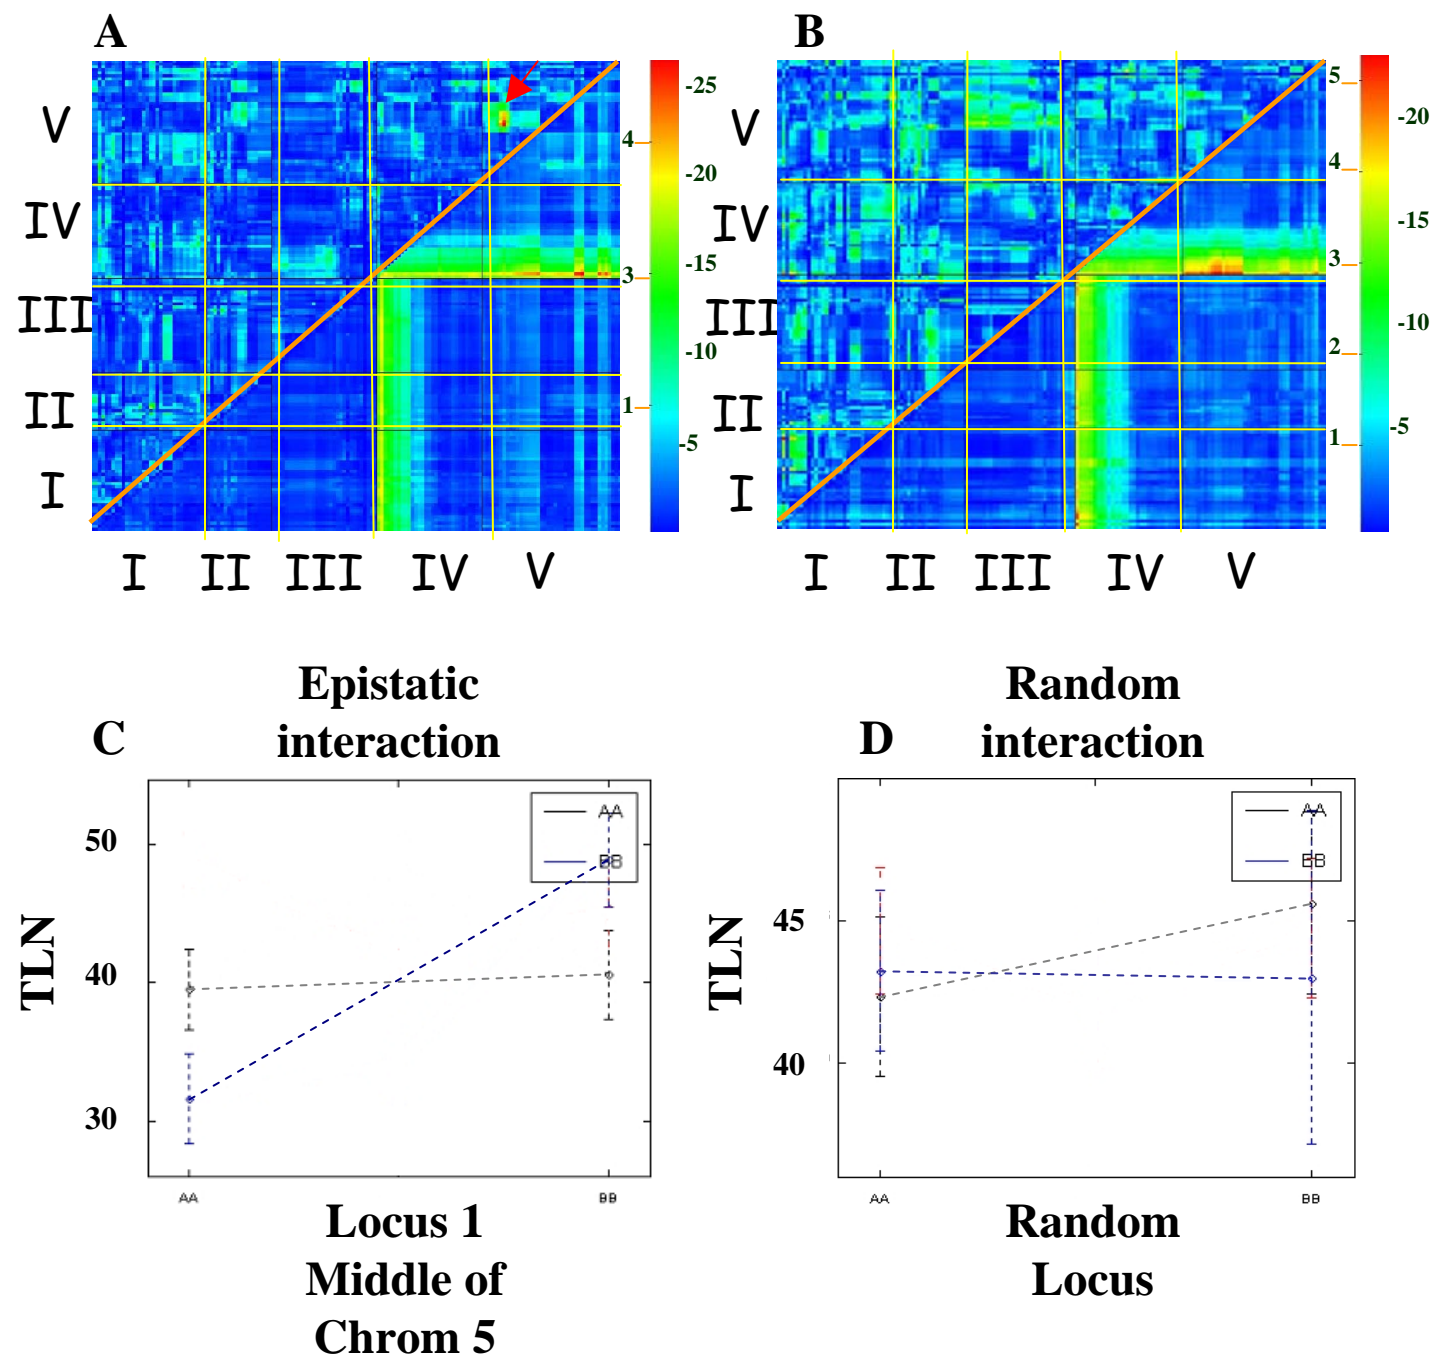 A
B
V
IV
III
II
I
I II III IV V
-25
4
-20
-15
3
-10
1
-5
V
IV
III
II
I
I II III IV V
5
-20
4
-15
3
-10
2
-5
1
Epistatic
interaction
Random
interaction
C
D
AA
BB
50
40
30
TLN
AA BB
Locus 1
Middle of
Chrom 5
AA
BB
45
40
TLN
AA BB
Random
Locus